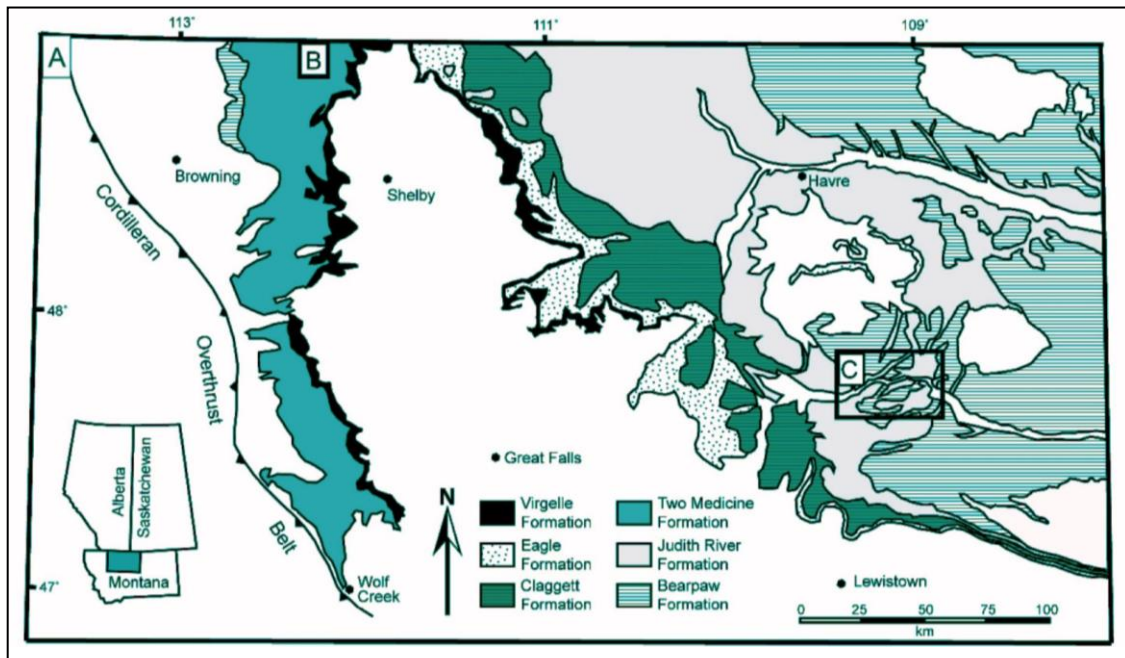 113°
111°
109°
A
B
Browning
Shelby
Havre
Cordilleran
Overthrust
Belt
48°
C
Great Falls
N
Virgelle
Formation
Two Medicine
Formation
Eagle
Formation
Judith River
Formation
Claggett
Formation
Bearpaw
Formation
Alberta
Saskatchewan
Montana
47°
Wolf
Creek
Lewistown
0 25 50 75 100
km